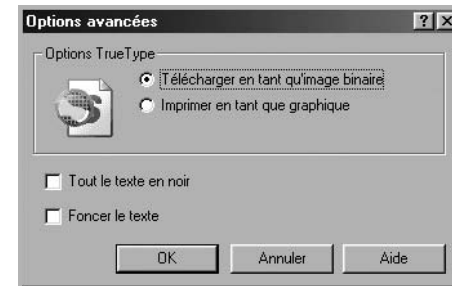 Options avancées
Options TrueType
Télécharger en tant qu'image binaire
Imprimer en tant que graphique
Tout le texte en noir
Foncer le texte
OK Annuler Aide